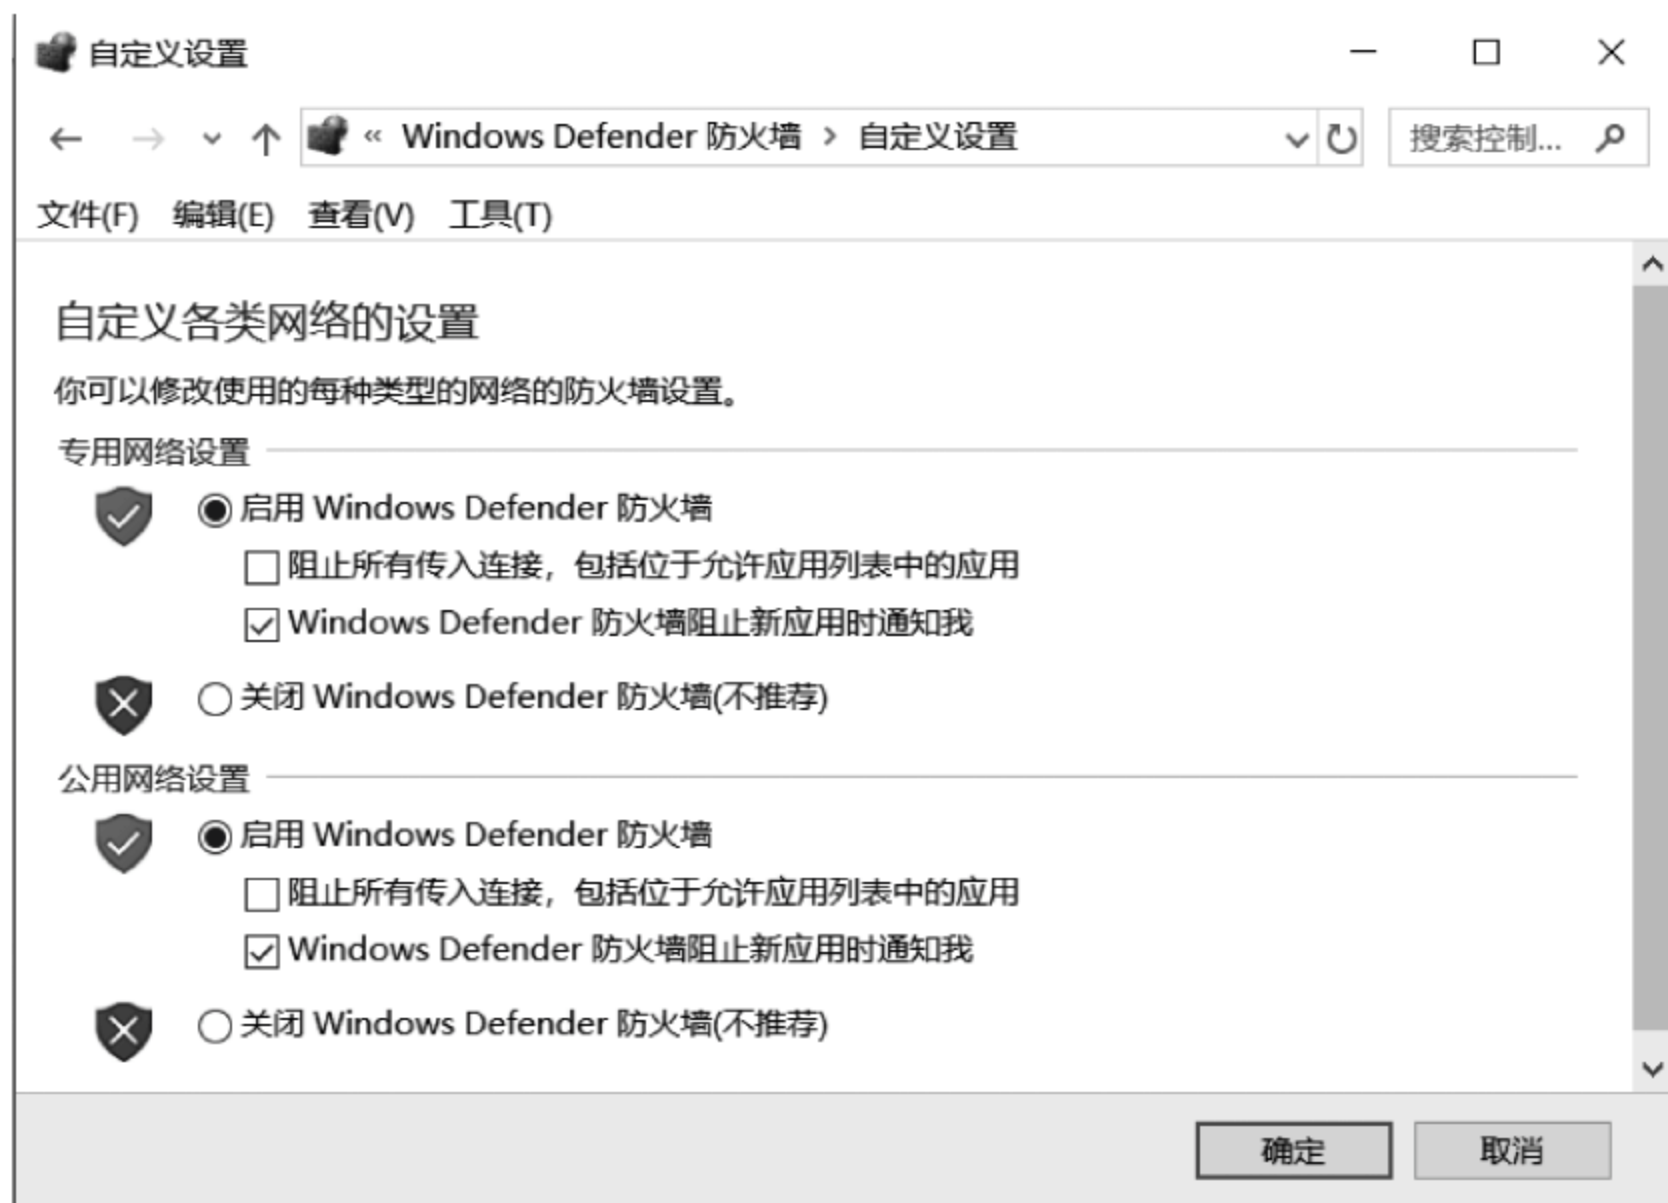 自定义设置
« Windows Defender 防火墙 › 自定义设置
搜索控制...
文件(F) 编辑(E) 查看(V) 工具(T)
自定义各类网络的设置
你可以修改使用的每种类型的网络的防火墙设置。
专用网络设置
启用 Windows Defender 防火墙
阻止所有传入连接，包括位于允许应用列表中的应用
Windows Defender 防火墙阻止新应用时通知我
关闭 Windows Defender 防火墙(不推荐)
公用网络设置
启用 Windows Defender 防火墙
阻止所有传入连接，包括位于允许应用列表中的应用
Windows Defender 防火墙阻止新应用时通知我
关闭 Windows Defender 防火墙(不推荐)
确定 取消